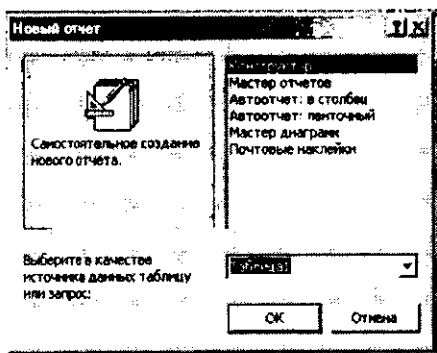 Новый отчет
Самостоятельное создание
нового отчета.
Конструктор
Мастер отчетов
Автоотчет: в столбец
Автоотчет: ленточный
Мастер диаграмм
Почтовые наклейки
Выберите в качестве
источника данных таблицу
или запрос:
Таблица1
OK
Отмена